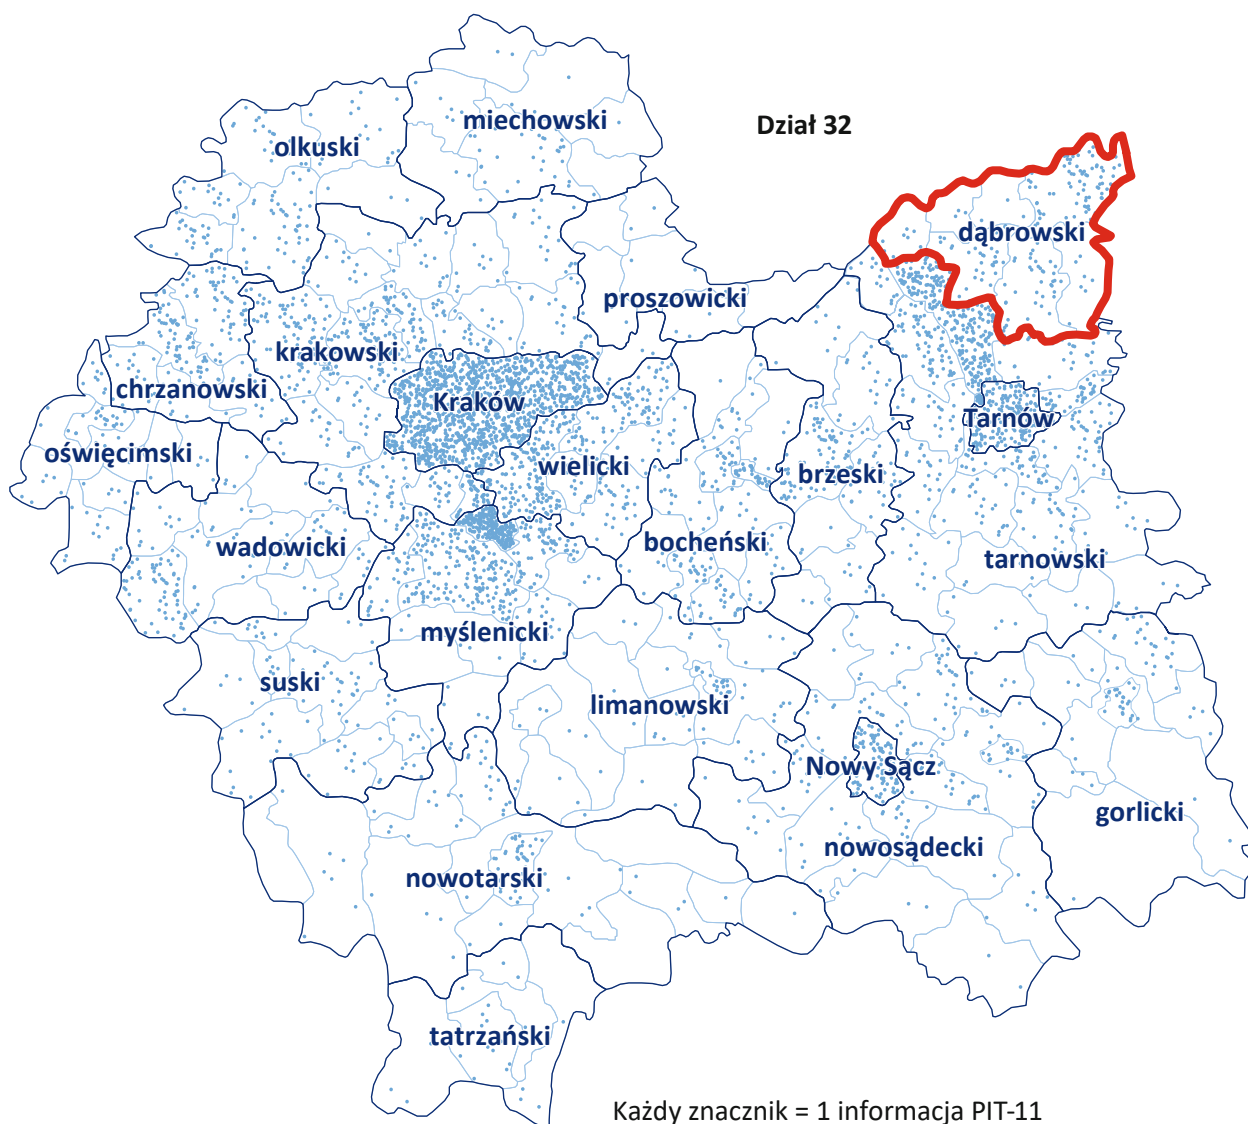 Dział 32
miechowski
olkuski
dąbrowski
proszowicki
krakowski
chrzanowski
Kraków
Tarnów
oświęcimski
wielicki
brzeski
wadowicki
bocheński
tarnowski
myślenicki
suski
limanowski
Nowy Sącz
gorlicki
nowosądecki
nowotarski
tatrzański
Każdy znacznik = 1 informacja PIT-11